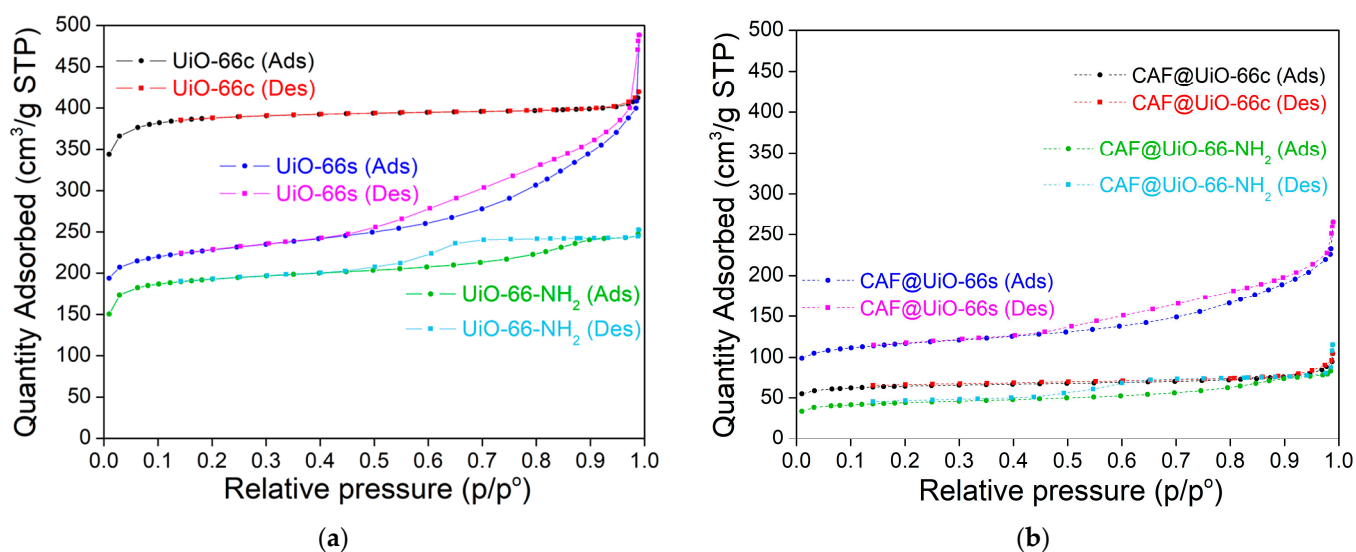 500
450
400
350
300
250
200
150
100
50
0
Quantity Adsorbed (cm³/g STP)
UiO-66c (Ads)
UiO-66c (Des)
UiO-66s (Ads)
UiO-66s (Des)
UiO-66-NH₂ (Ads)
UiO-66-NH₂ (Des)
0.0 0.1 0.2 0.3 0.4 0.5 0.6 0.7 0.8 0.9 1.0
Relative pressure (p/p°)
(a)
500
450
400
350
300
250
200
150
100
50
0
Quantity Adsorbed (cm³/g STP)
CAF@UiO-66c (Ads)
CAF@UiO-66c (Des)
CAF@UiO-66-NH₂ (Ads)
CAF@UiO-66-NH₂ (Des)
CAF@UiO-66s (Ads)
CAF@UiO-66s (Des)
0.0 0.1 0.2 0.3 0.4 0.5 0.6 0.7 0.8 0.9 1.0
Relative pressure (p/p°)
(b)